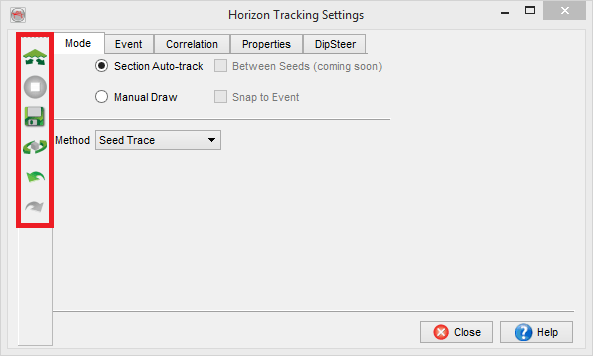 Horizon Tracking Settings
Mode Event Correlation Properties DipSteer
Section Auto-track Between Seeds (coming soon)
Manual Draw Snap to Event
Method Seed Trace
Close Help